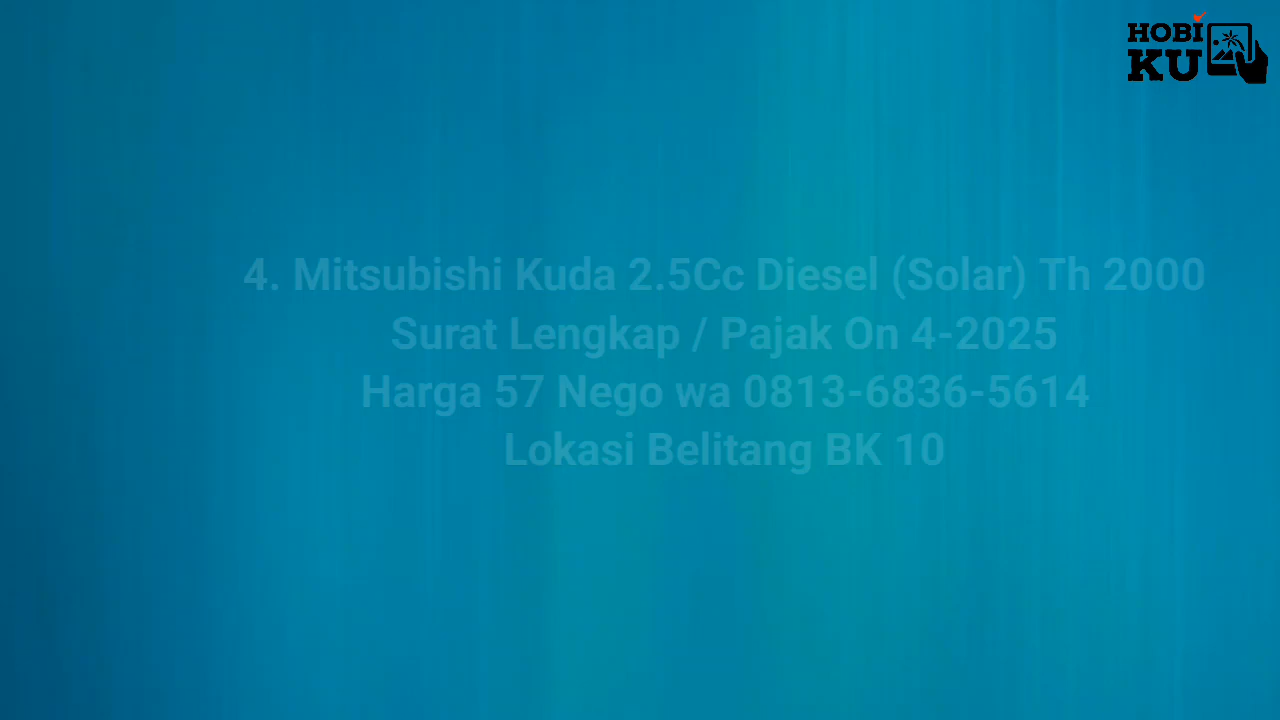 HOBI
KU
4. Mitsubishi Kuda 2.5Cc Diesel (Solar) Th 2000
Surat Lengkap / Pajak On 4-2025
Harga 57 Nego wa 0813-6836-5614
Lokasi Belitang BK 10